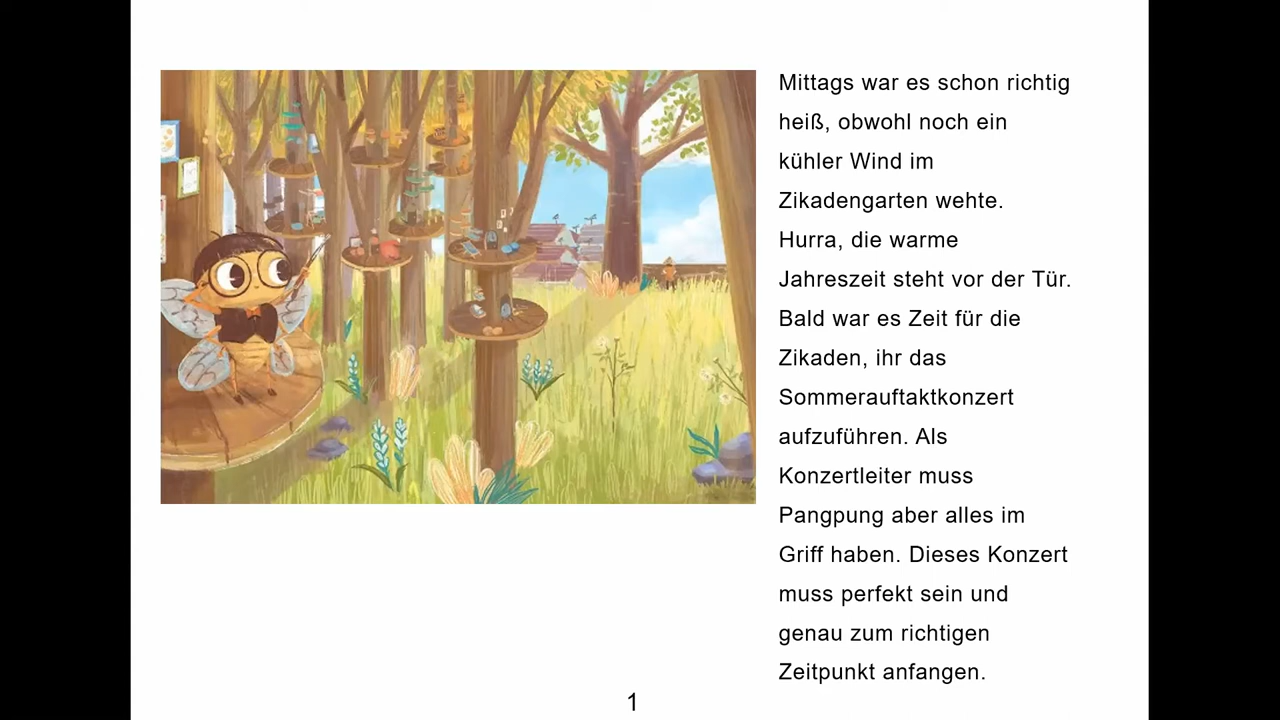 Mittags war es schon richtig
heiß, obwohl noch ein
kühler Wind im
Zikadengarten wehte.
Hurra, die warme
Jahreszeit steht vor der Tür.
Bald war es Zeit für die
Zikaden, ihr das
Sommerauftaktkonzert
aufzuführen. Als
Konzertleiter muss
Pangpung aber alles im
Griff haben. Dieses Konzert
muss perfekt sein und
genau zum richtigen
Zeitpunkt anfangen.
1